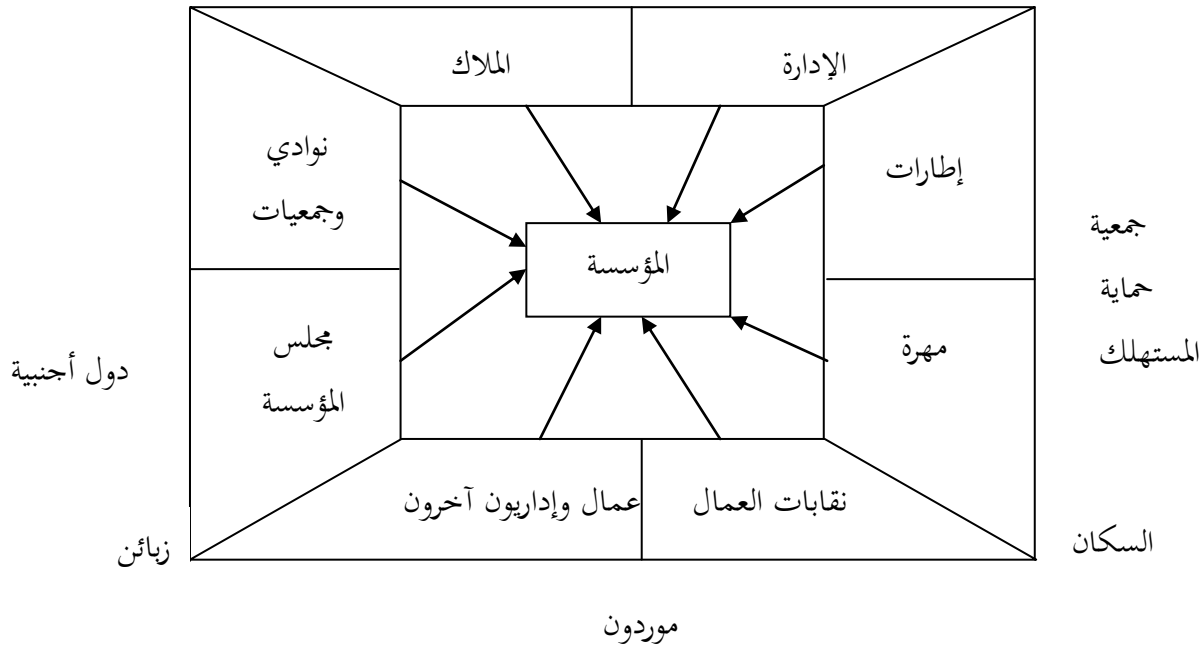 الإدارة
الملاك
إطارات
نوادي
وجمعيات
جمعية
حماية
المستهلك
المؤسسة
مهرة
مجلس
المؤسسة
دول أجنبية
نقابات العمال
عمال وإداريون آخرون
السكان
زبائن
موردون